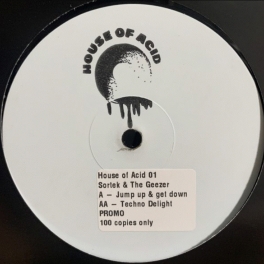 HOUSE OF ACID
House of Acid 01
Sorlek & The Geezer
A – Jump up & get down
AA – Techno Delight
PROMO
100 copies only